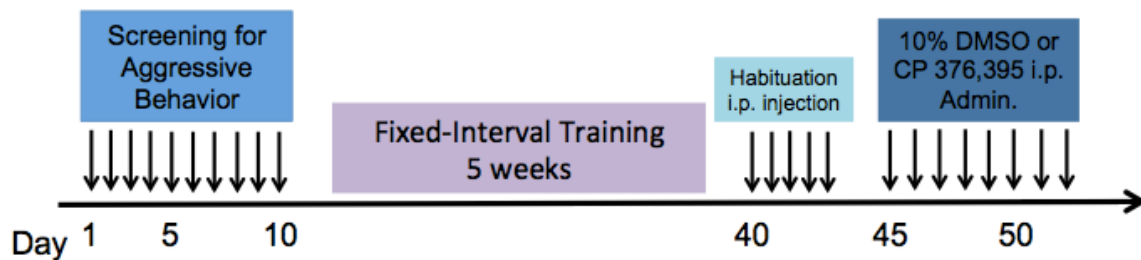 Screening for
Aggressive
Behavior
Fixed-Interval Training
5 weeks
Habituation
i.p. injection
10% DMSO or
CP 376,395 i.p.
Admin.
Day 1 5 10 40 45 50